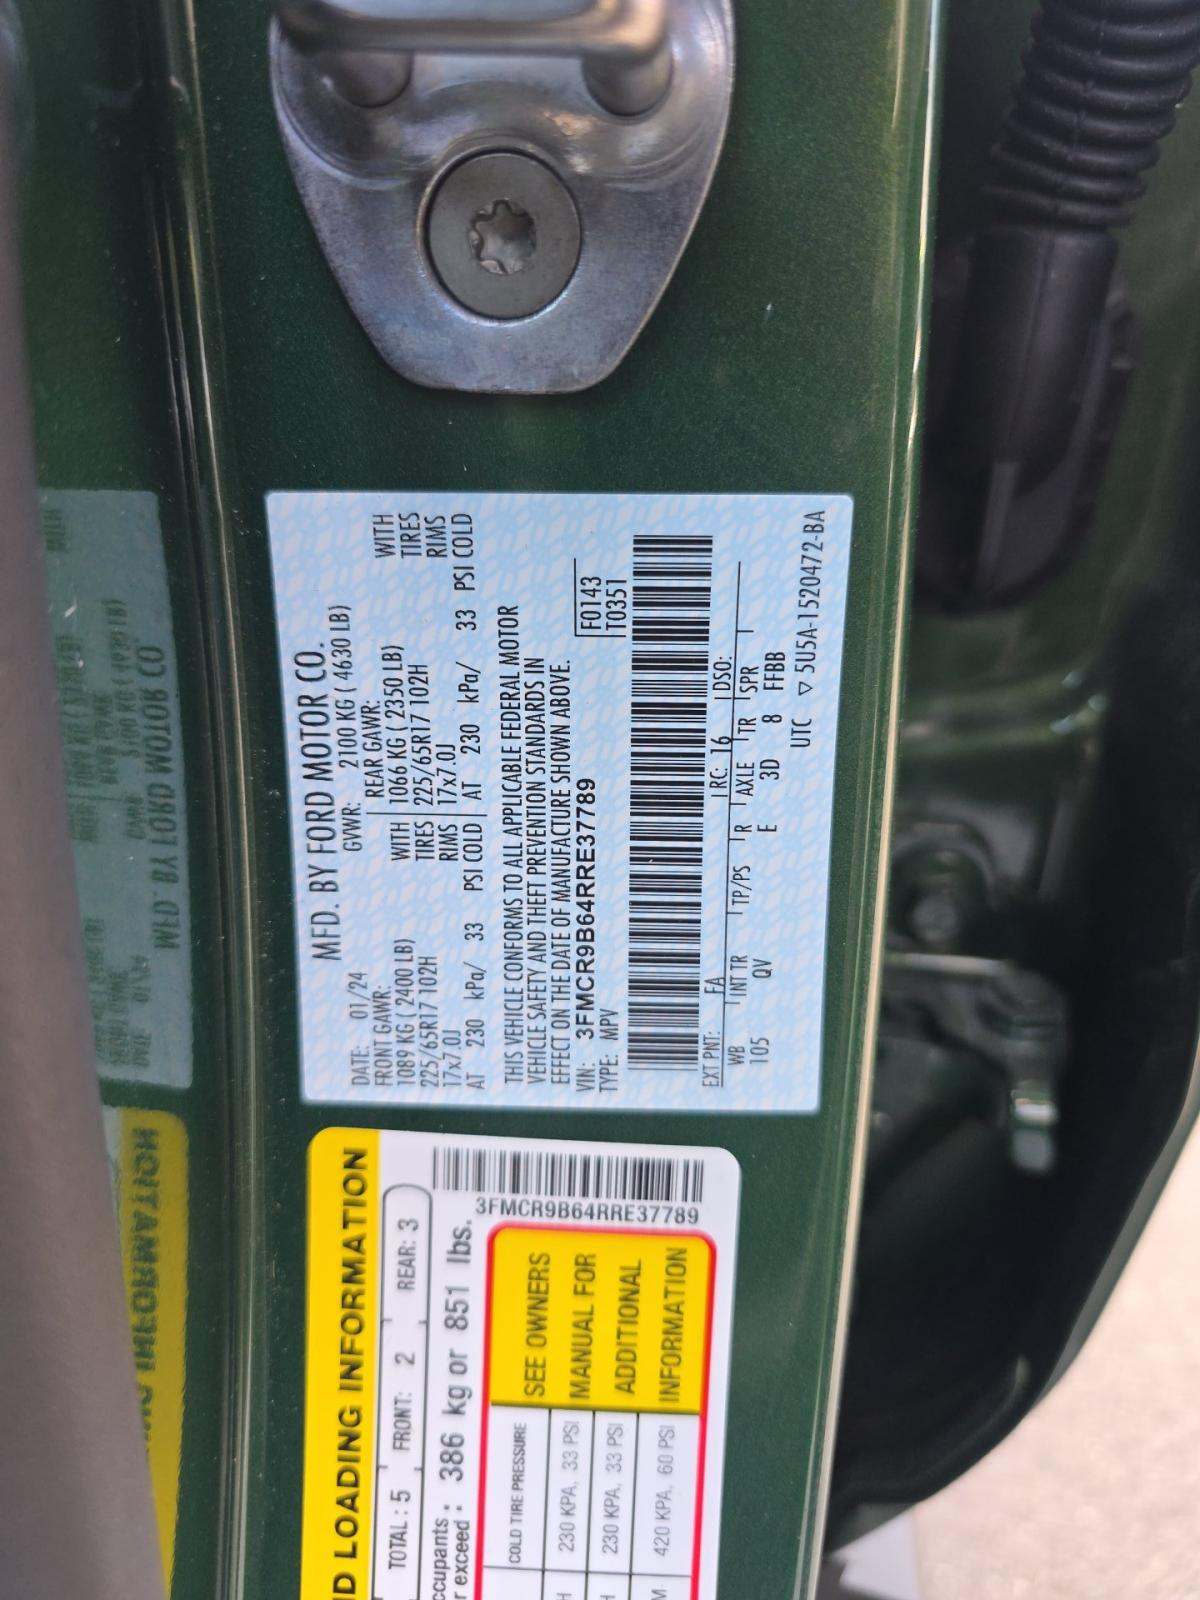 MFD. BY FORD MOTOR CO.
DATE: 01/24 GVWR: 2100 KG ( 4630 LB)
FRONT GAWR: REAR GAWR:
1089 KG ( 2400 LB) WITH 1066 KG ( 2350 LB) WITH
225/65R17 102H TIRES 225/65R17 102H TIRES
17x7.0J RIMS 17x7.0J RIMS
AT 230 kPa/ 33 PSI COLD AT 230 kPa/ 33 PSI COLD
THIS VEHICLE CONFORMS TO ALL APPLICABLE FEDERAL MOTOR
VEHICLE SAFETY AND THEFT PREVENTION STANDARDS IN
EFFECT ON THE DATE OF MANUFACTURE SHOWN ABOVE.
VIN: 3FMCR9B64RRE37789 F0143
TYPE: MPV T0351
EXT PNT: FA RC: 16 DSO:
WB INT TR TP/PS R AXLE TR SPR
105 QV E 3D 8 FFBB
UTC ▽ 5U5A-1520472-BA
D LOADING INFORMATION
TOTAL : 5 FRONT: 2 REAR: 3
ccupants
r exceed : 386 kg or 851 lbs.
3FMCR9B64RRE37789
COLD TIRE PRESSURE
H 230 KPA, 33 PSI
H 230 KPA, 33 PSI
M 420 KPA, 60 PSI
SEE OWNERS
MANUAL FOR
ADDITIONAL
INFORMATION